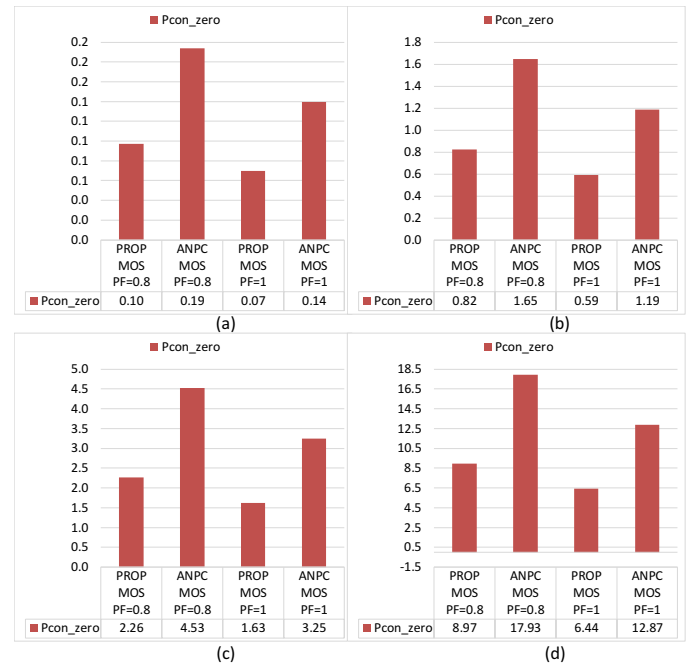 Pcon_zero
0.2
0.2
0.2
0.1
0.1
0.1
0.1
0.1
0.0
0.0
0.0
PROP MOS PF=0.8
ANPC MOS PF=0.8
PROP MOS PF=1
ANPC MOS PF=1
Pcon_zero 0.10 0.19 0.07 0.14
(a)
Pcon_zero
1.8
1.6
1.4
1.2
1.0
0.8
0.6
0.4
0.2
0.0
PROP MOS PF=0.8
ANPC MOS PF=0.8
PROP MOS PF=1
ANPC MOS PF=1
Pcon_zero 0.82 1.65 0.59 1.19
(b)
Pcon_zero
5.0
4.5
4.0
3.5
3.0
2.5
2.0
1.5
1.0
0.5
0.0
PROP MOS PF=0.8
ANPC MOS PF=0.8
PROP MOS PF=1
ANPC MOS PF=1
Pcon_zero 2.26 4.53 1.63 3.25
(c)
Pcon_zero
18.5
16.5
14.5
12.5
10.5
8.5
6.5
4.5
2.5
0.5
-1.5
PROP MOS PF=0.8
ANPC MOS PF=0.8
PROP MOS PF=1
ANPC MOS PF=1
Pcon_zero 8.97 17.93 6.44 12.87
(d)